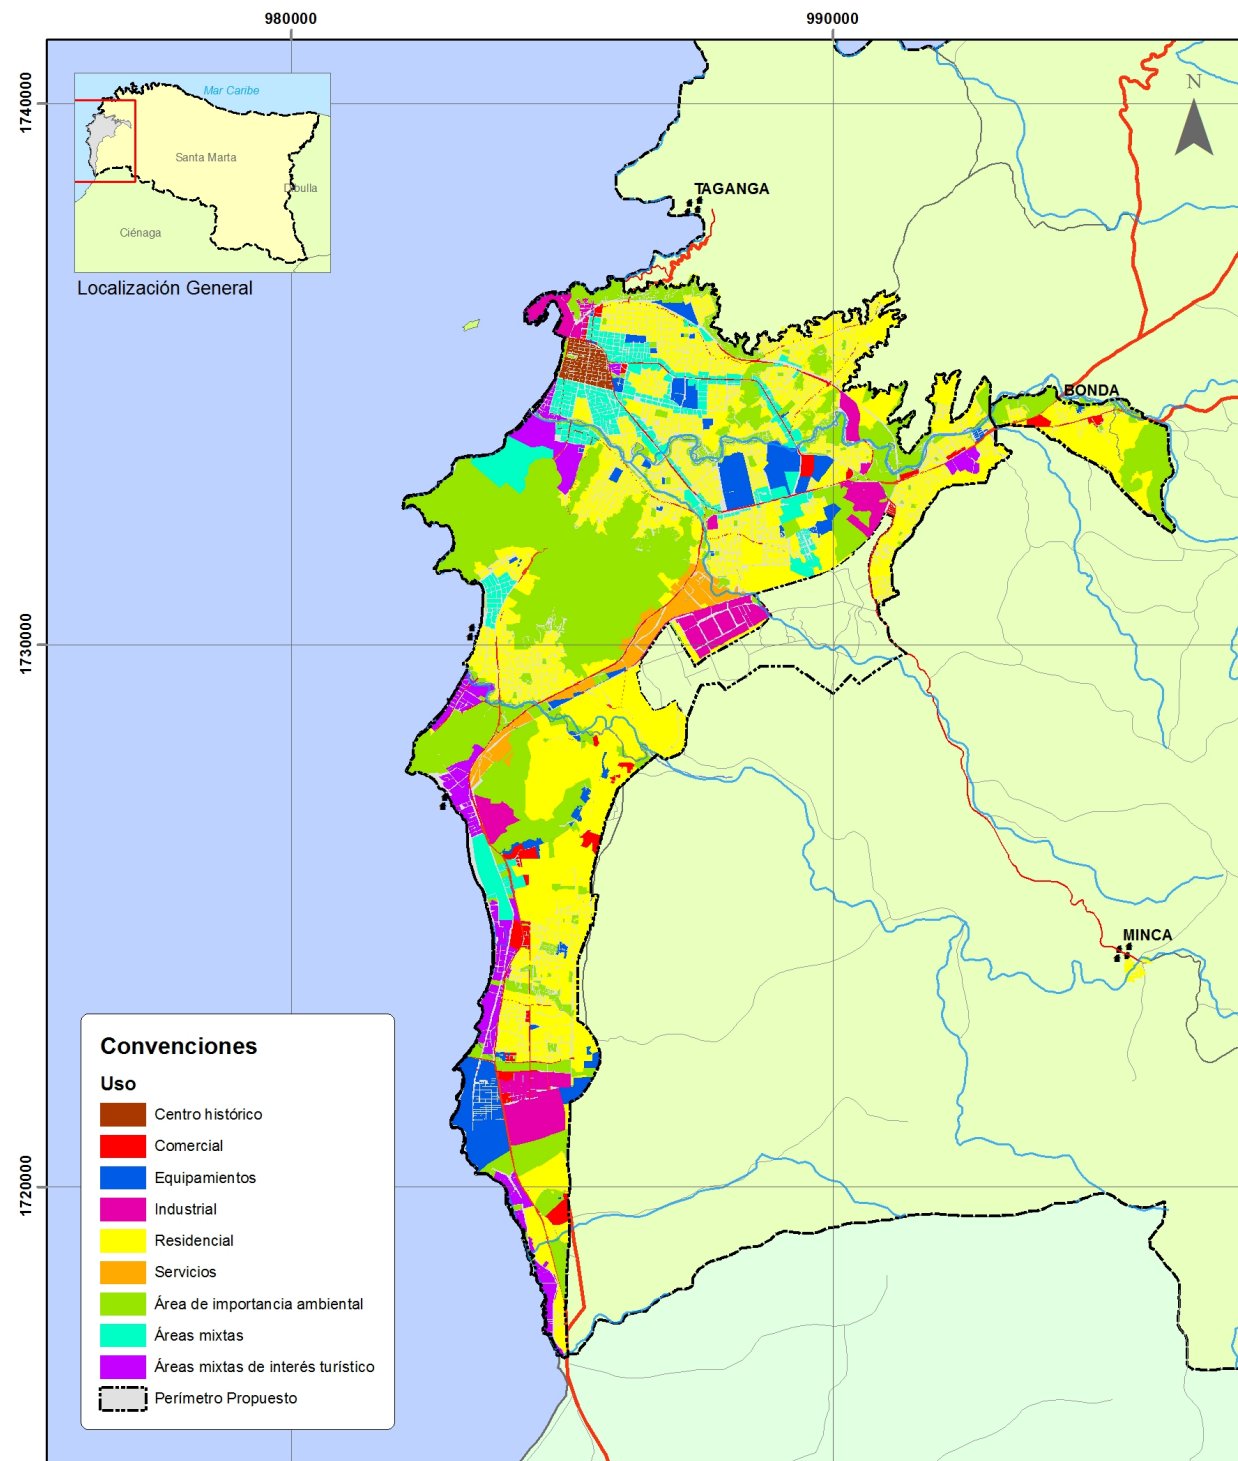 980000
990000
1740000
Mar Caribe
N
Santa Marta
TAGANGA
Dibulla
Ciénaga
Localización General
BONDA
1730000
MINCA
Convenciones
Uso
Centro histórico
Comercial
Equipamientos
1720000
Industrial
Residencial
Servicios
Área de importancia ambiental
Áreas mixtas
Áreas mixtas de interés turístico
Perímetro Propuesto